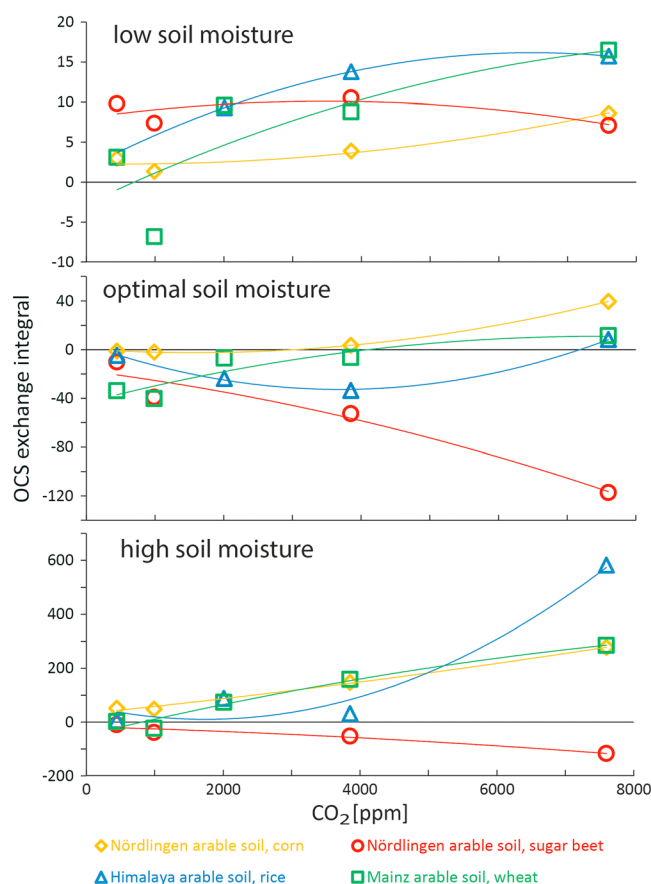 low soil moisture
20
15
10
5
0
-5
-10
optimal soil moisture
40
0
-40
-80
-120
OCS exchange integral
high soil moisture
600
400
200
0
-200
0 2000 4000 6000 8000
CO₂[ppm]
Nördlingen arable soil, corn Nördlingen arable soil, sugar beet
Himalaya arable soil, rice Mainz arable soil, wheat